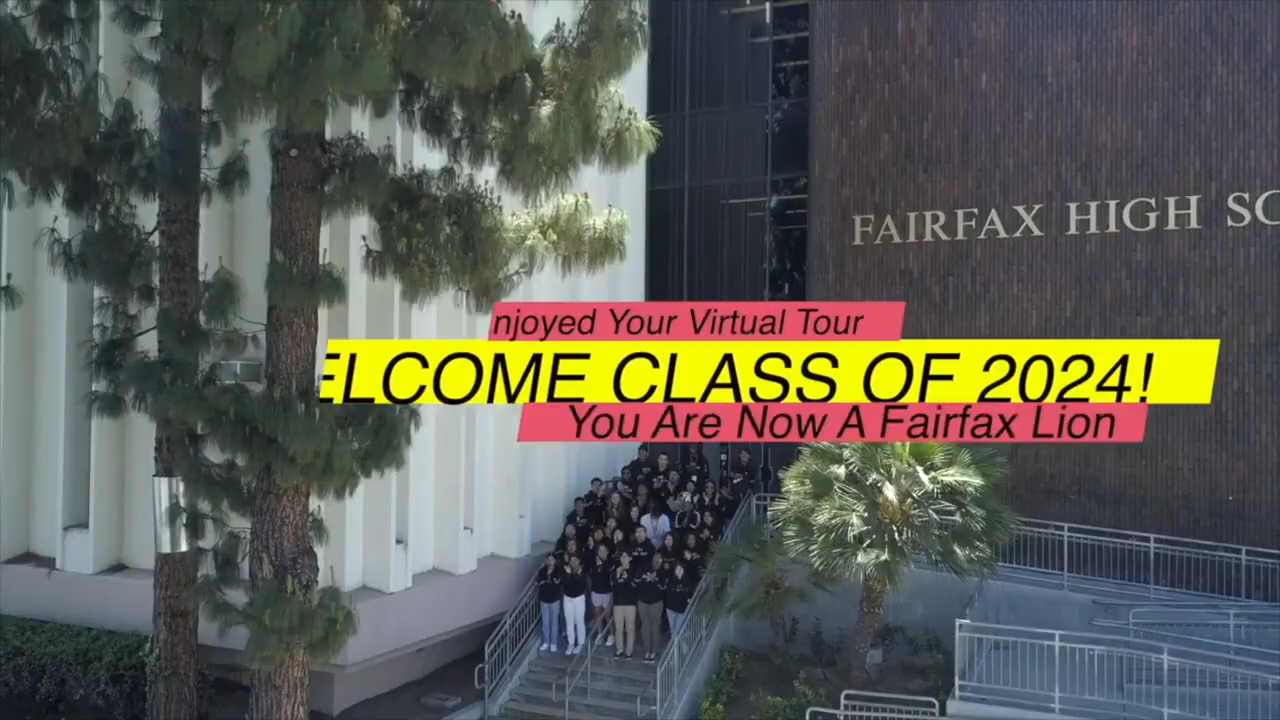 FAIRFAX HIGH SC
njoyed Your Virtual Tour
ELCOME CLASS OF 2024!
You Are Now A Fairfax Lion